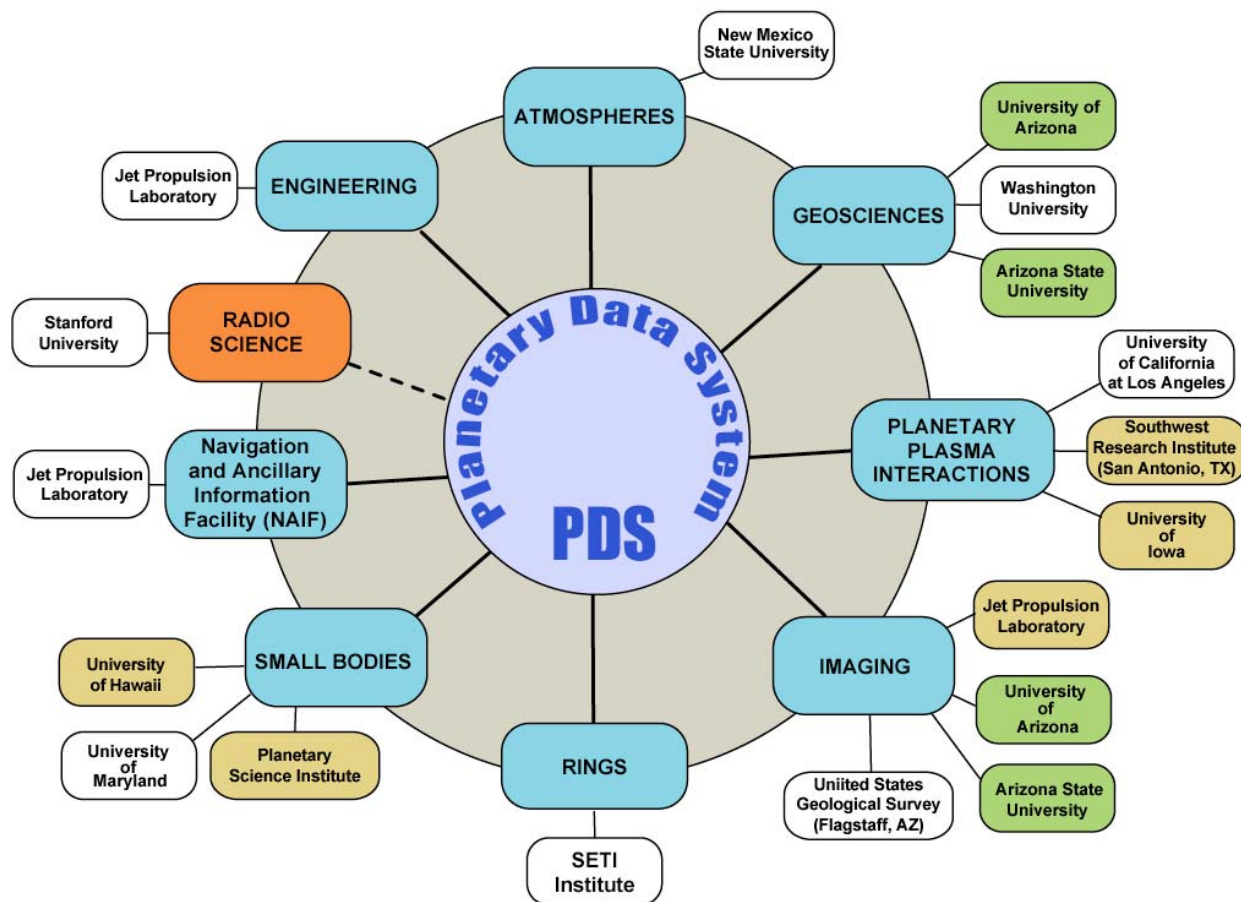 New Mexico
State University
ATMOSPHERES
University of
Arizona
Jet Propulsion
Laboratory
ENGINEERING
GEOSCIENCES
Washington
University
Arizona State
University
Stanford
University
RADIO
SCIENCE
Planetary Data System
PDS
University
of California
at Los Angeles
PLANETARY
PLASMA
INTERACTIONS
Southwest
Research Institute
(San Antonio, TX)
University
of
Iowa
Jet Propulsion
Laboratory
Navigation
and Ancillary
Information
Facility (NAIF)
Jet Propulsion
Laboratory
IMAGING
University
of
Arizona
Arizona State
University
Uniited States
Geological Survey
(Flagstaff, AZ)
SMALL BODIES
University
of Hawaii
University
of
Maryland
Planetary
Science Institute
RINGS
SETI
Institute